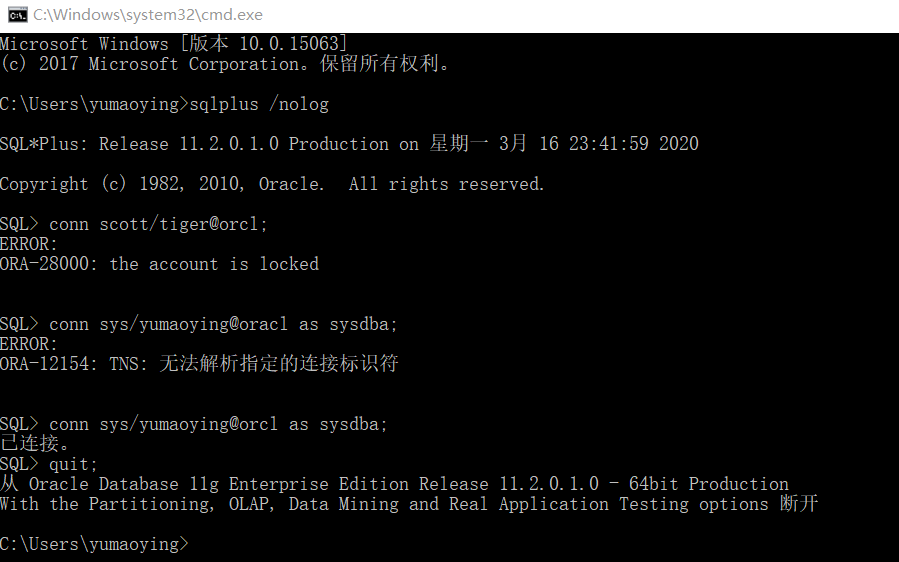 C:\Windows\system32\cmd.exe
Microsoft Windows [版本 10.0.15063]
(c) 2017 Microsoft Corporation。保留所有权利。
C:\Users\yumaoying>sqlplus /nolog
SQL*Plus: Release 11.2.0.1.0 Production on 星期一 3月 16 23:41:59 2020
Copyright (c) 1982, 2010, Oracle.  All rights reserved.
SQL> conn scott/tiger@orcl;
ERROR:
ORA-28000: the account is locked
SQL> conn sys/yumaoying@oracl as sysdba;
ERROR:
ORA-12154: TNS: 无法解析指定的连接标识符
SQL> conn sys/yumaoying@orcl as sysdba;
已连接。
SQL> quit;
从 Oracle Database 11g Enterprise Edition Release 11.2.0.1.0 - 64bit Production
With the Partitioning, OLAP, Data Mining and Real Application Testing options 断开
C:\Users\yumaoying>